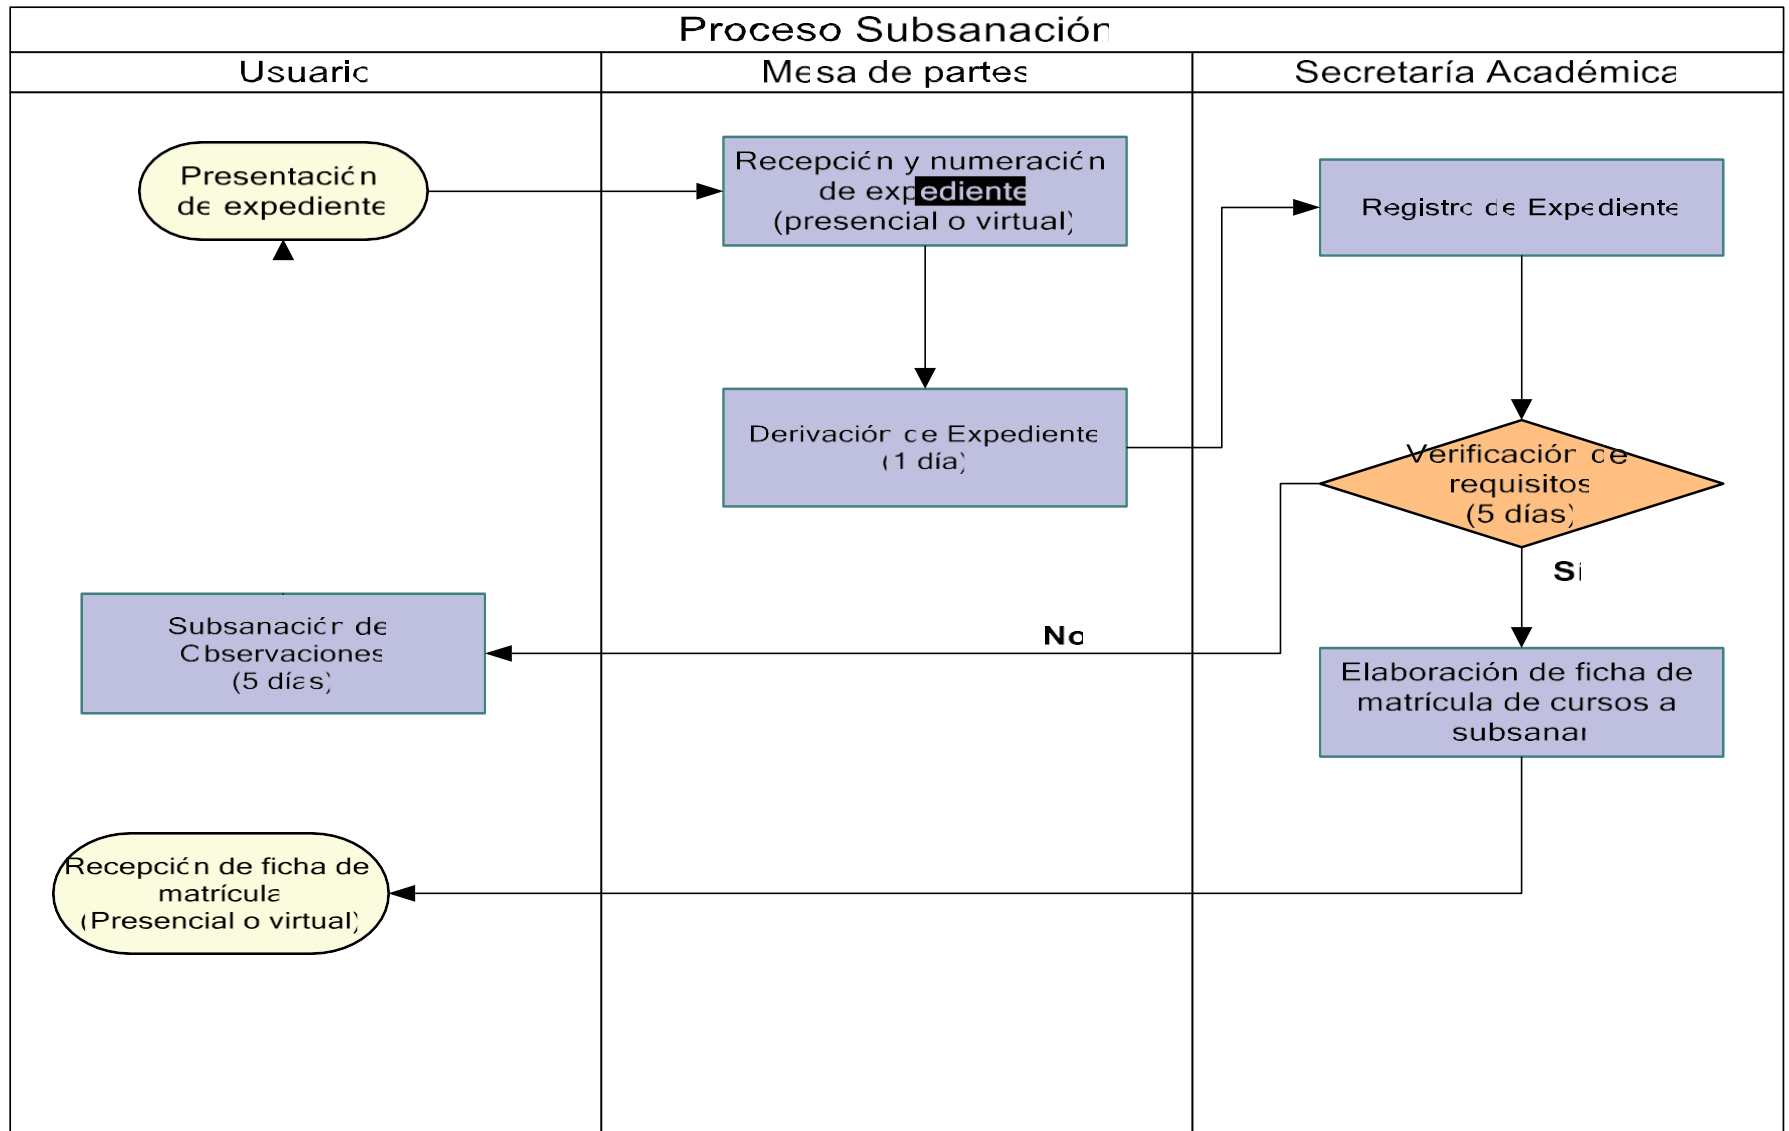 Proceso Subsanación
Usuario
Mesa de partes
Secretaría Académica
Presentación
de expediente
Recepción y numeración
de expediente
(presencial o virtual)
Registro de Expediente
Derivación de Expediente
(1 día)
Verificación de
requisitos
(5 días)
Si
No
Subsanación de
Observaciones
(5 días)
Elaboración de ficha de
matrícula de cursos a
subsanar
Recepción de ficha de
matrícula
(Presencial o virtual)